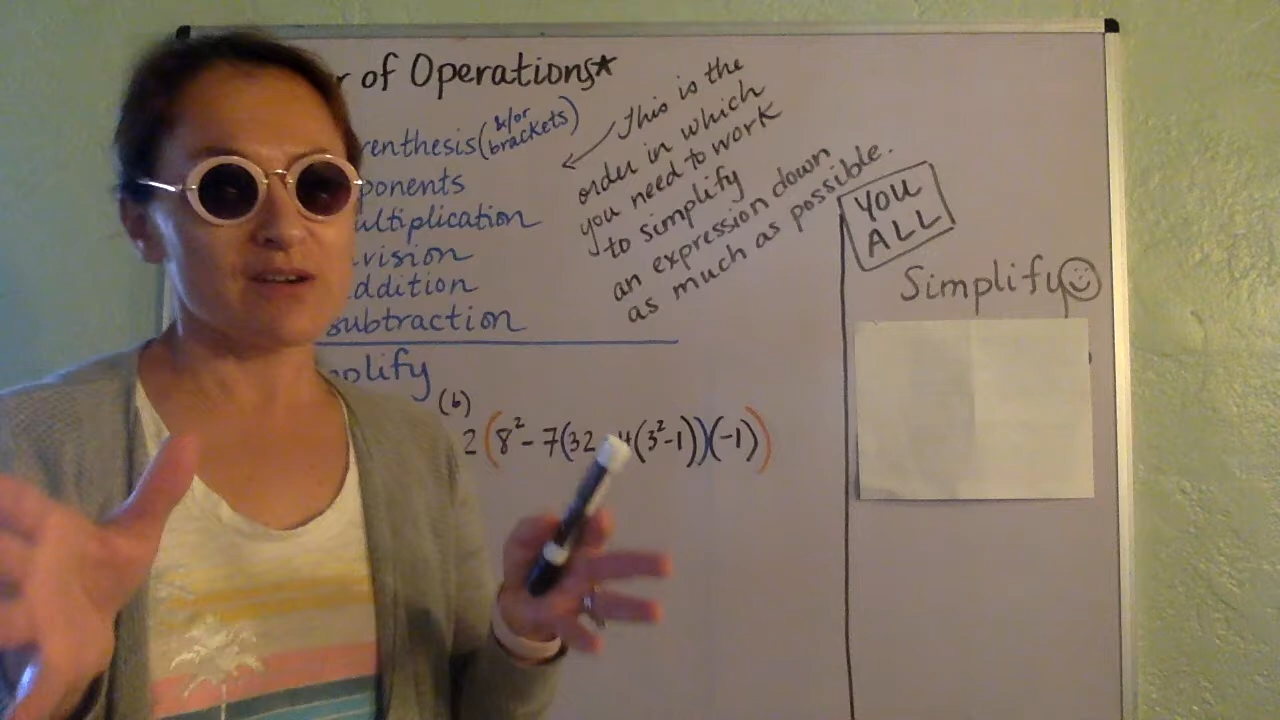 r of Operations*
renthesis (&/or brackets)
ponents
ultiplication
vision
ddition
subtraction
This is the
order in which
you need to work
to simplify
an expression down
as much as possible.
plify
(b)
2(8²-7(32 4(3²-1))(-1))
YOU
ALL
Simplify☺